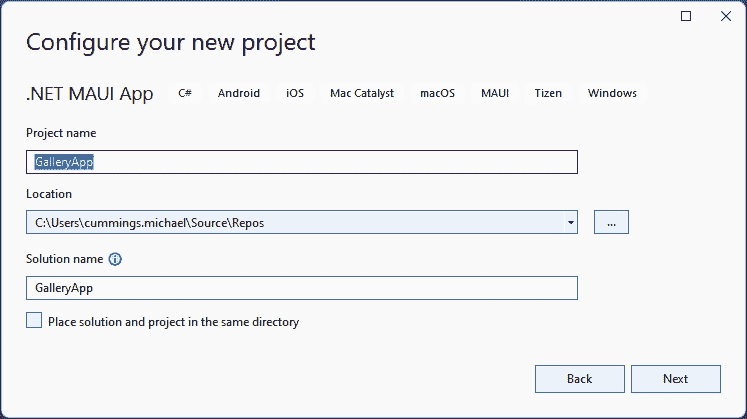 Configure your new project
.NET MAUI App C# Android iOS Mac Catalyst macOS MAUI Tizen Windows
Project name
GalleryApp
Location
C:\Users\cummings.michael\Source\Repos
...
Solution name
GalleryApp
Place solution and project in the same directory
Back Next